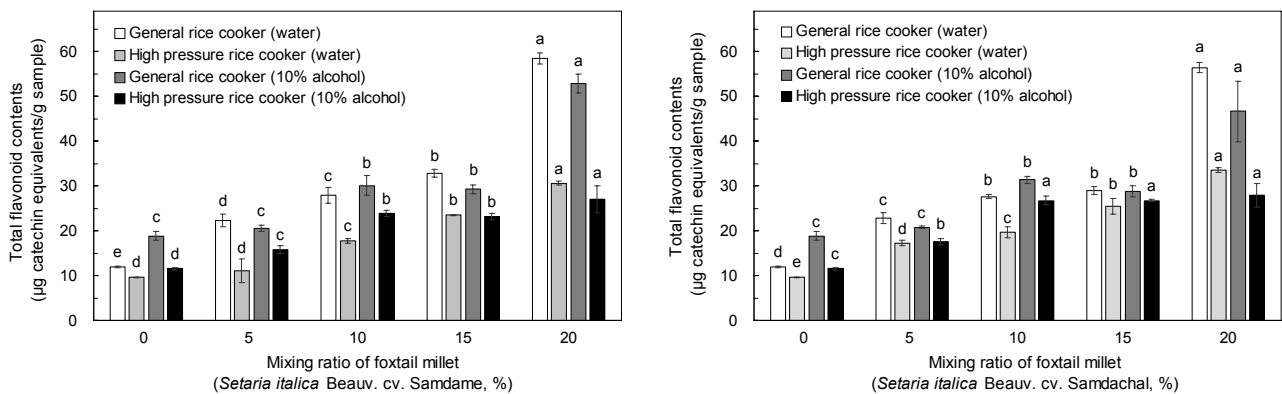 General rice cooker (water)
High pressure rice cooker (water)
General rice cooker (10% alcohol)
High pressure rice cooker (10% alcohol)
Total flavonoid contents
(µg catechin equivalents/g sample)
60
50
40
30
20
10
0
e d c d
d d c c
c c b b
b b b b
a a a a
0 5 10 15 20
Mixing ratio of foxtail millet
(Setaria italica Beauv. cv. Samdame, %)
General rice cooker (water)
High pressure rice cooker (water)
General rice cooker (10% alcohol)
High pressure rice cooker (10% alcohol)
Total flavonoid contents
(µg catechin equivalents/g sample)
60
50
40
30
20
10
0
d e c c
c d c b
b c b a
b b b a
a a a a
0 5 10 15 20
Mixing ratio of foxtail millet
(Setaria italica Beauv. cv. Samdachal, %)